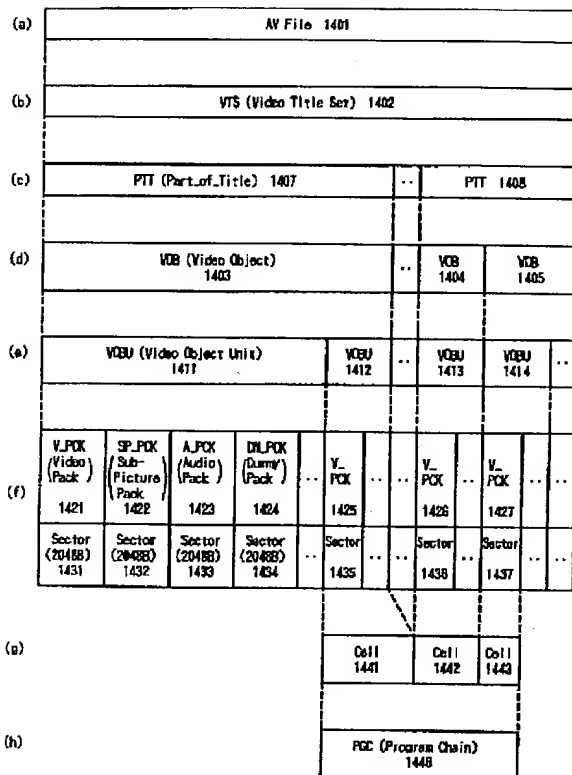 (a)
AV File 1401
(b)
VTS (Video Title Set) 1402
(c)
PTT (Part_of_Title) 1407
..
PTT 1408
(d)
VOB (Video Object)
1403
..
VOB
1404
VOB
1405
(e)
VOBU (Video Object Unit)
1411
VOBU
1412
..
VOBU
1413
VOBU
1414
..
(f)
V_PCK
(Video
Pack)
1421
SP_PCK
(Sub-
Picture
Pack)
1422
A_PCK
(Audio
Pack)
1423
DM_PCK
(Dummy
Pack)
1424
..
V_
PCK
1425
..
..
V_
PCK
1426
..
V_
PCK
1427
..
Sector
(2048B)
1431
Sector
(2048B)
1432
Sector
(2048B)
1433
Sector
(2048B)
1434
..
Sector
1435
..
..
Sector
1436
..
Sector
1437
..
(g)
Cell
1441
Cell
1442
Cell
1443
(h)
PGC (Program Chain)
1446